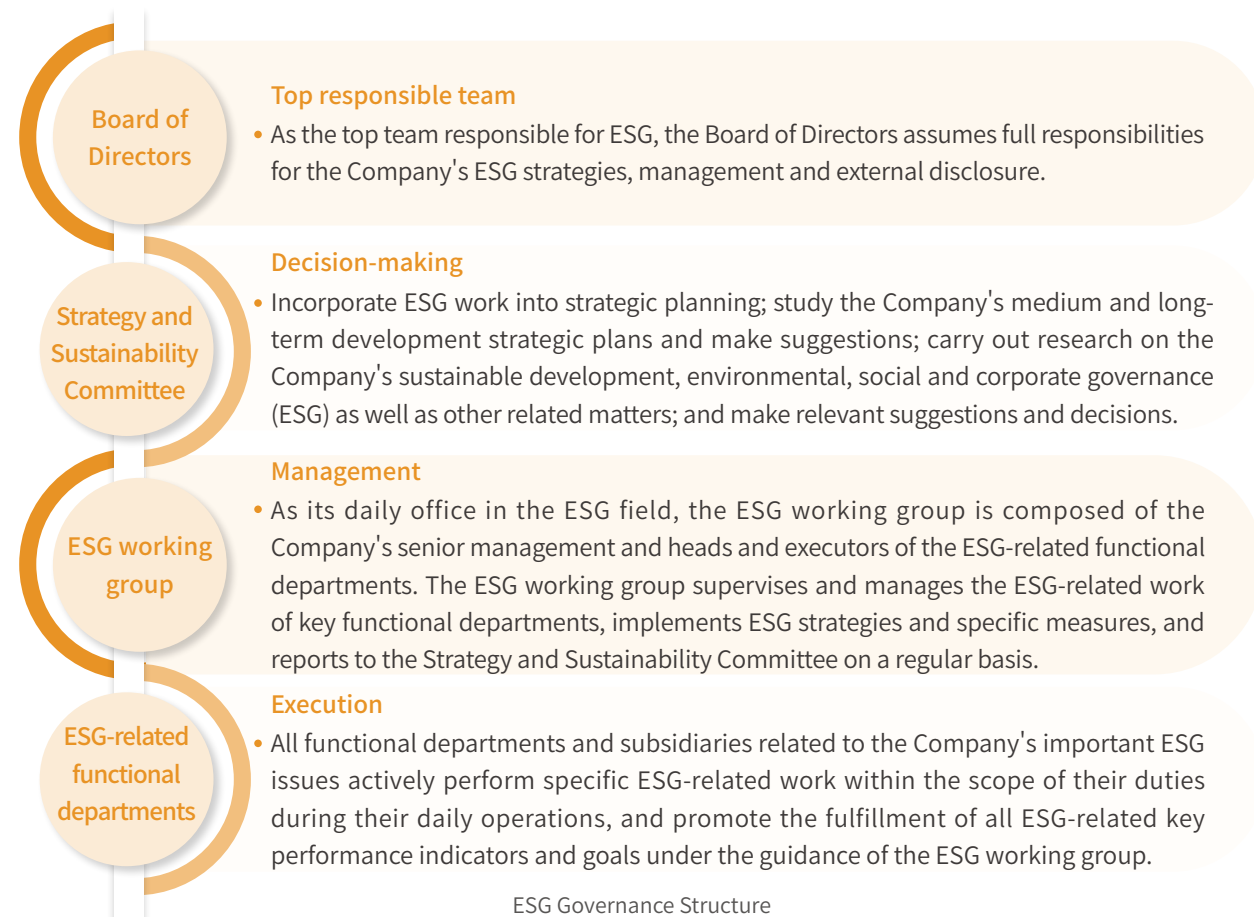 Board of
Directors
Top responsible team
• As the top team responsible for ESG, the Board of Directors assumes full responsibilities
for the Company's ESG strategies, management and external disclosure.
Strategy and
Sustainability
Committee
Decision-making
• Incorporate ESG work into strategic planning; study the Company's medium and long-
term development strategic plans and make suggestions; carry out research on the
Company's sustainable development, environmental, social and corporate governance
(ESG) as well as other related matters; and make relevant suggestions and decisions.
ESG working
group
Management
• As its daily office in the ESG field, the ESG working group is composed of the
Company's senior management and heads and executors of the ESG-related functional
departments. The ESG working group supervises and manages the ESG-related work
of key functional departments, implements ESG strategies and specific measures, and
reports to the Strategy and Sustainability Committee on a regular basis.
ESG-related
functional
departments
Execution
• All functional departments and subsidiaries related to the Company's important ESG
issues actively perform specific ESG-related work within the scope of their duties
during their daily operations, and promote the fulfillment of all ESG-related key
performance indicators and goals under the guidance of the ESG working group.
ESG Governance Structure